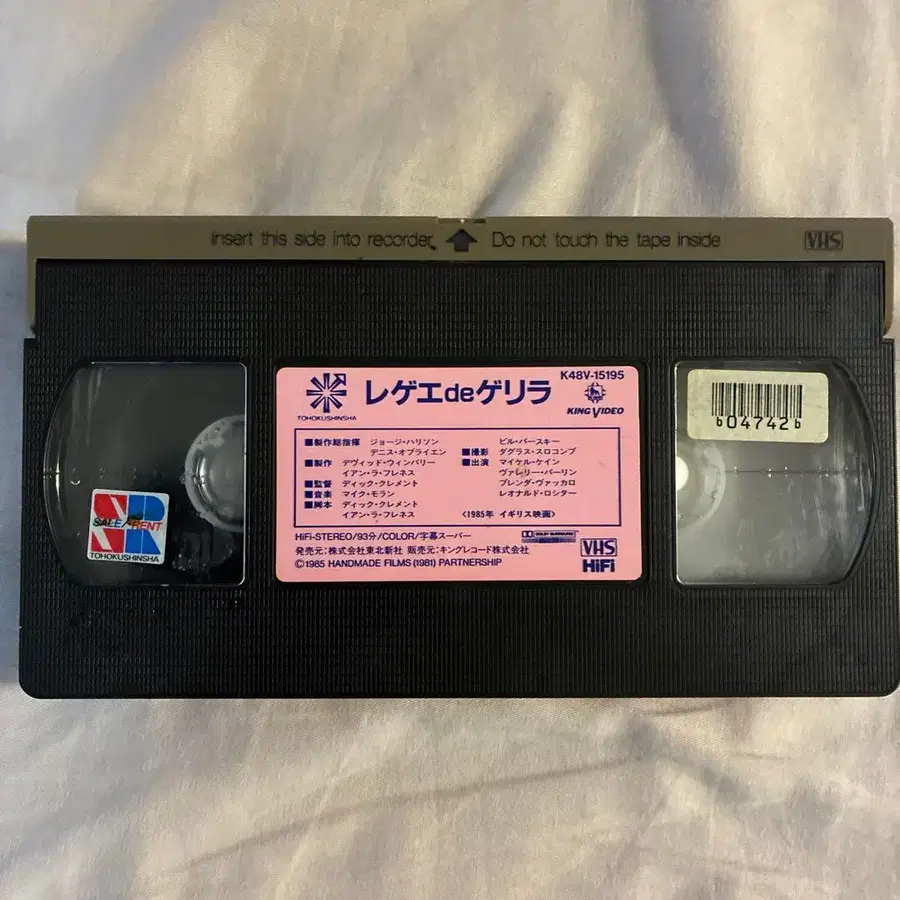 Insert this side into recorder
Do not touch the tape inside
VHS
TOHOKUSHINSHA
レゲエdeゲリラ
K48V-15195
KING VIDEO
■製作総指揮 ジョージ・ハリソン
デニス・オブライエン
■製作 デヴィッド・ウィンバリー
イアン・ラ・フレネス
■監督 ディック・クレメント
■音楽 マイク・モラン
■脚本 ディック・クレメント
イアン・ラ・フレネス
ビル・パースキー
■撮影 ダグラス・スロコンブ
■出演 マイケル・ケイン
ヴァレリー・パーリン
ブレンダ・ヴァッカロ
レオナルド・ロシター
〈1985年 イギリス映画〉
HiFi-STEREO/93分/COLOR/字幕スーパー
DOLBY SURROUND
発売元:株式会社東北新社 販売元:キングレコード株式会社
©1985 HANDMADE FILMS (1981) PARTNERSHIP
VHS
HiFi
b04742b
SALE/RENT
TOHOKUSHINSHA